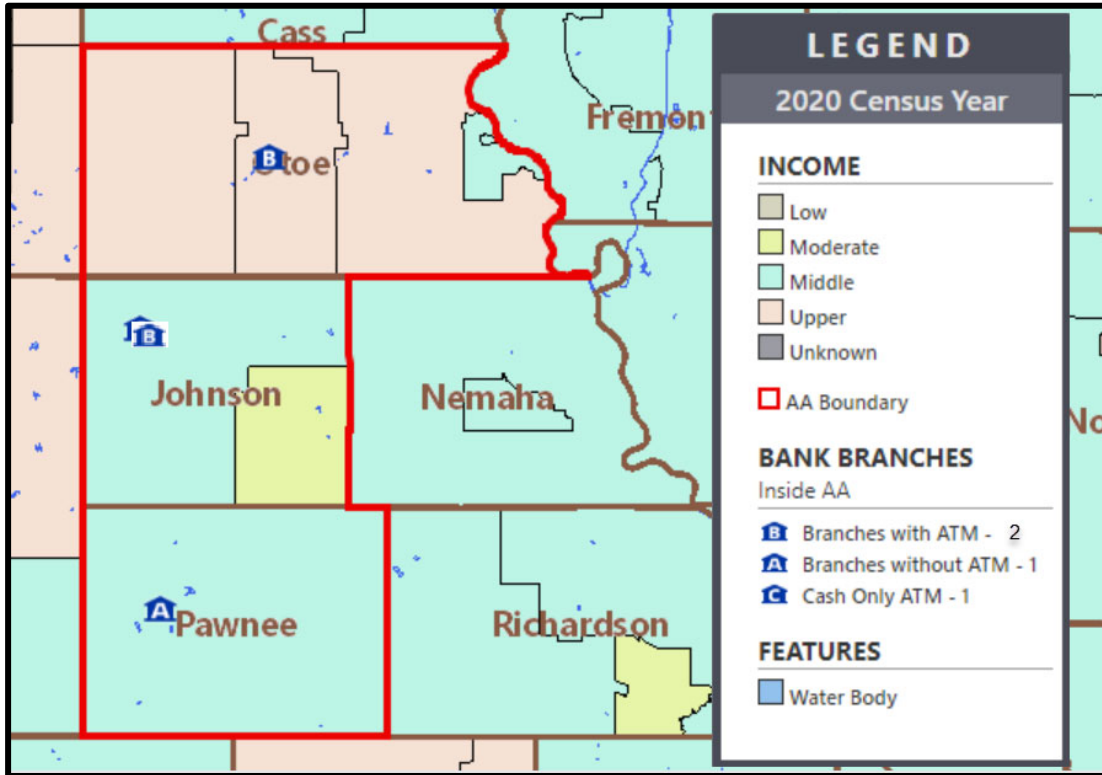 Cass
Fremon
Otoe
B
B
Johnson
Nemaha
No
A
Pawnee
Richardson
LEGEND
2020 Census Year
INCOME
Low
Moderate
Middle
Upper
Unknown
AA Boundary
BANK BRANCHES
Inside AA
B Branches with ATM - 2
A Branches without ATM - 1
C Cash Only ATM - 1
FEATURES
Water Body